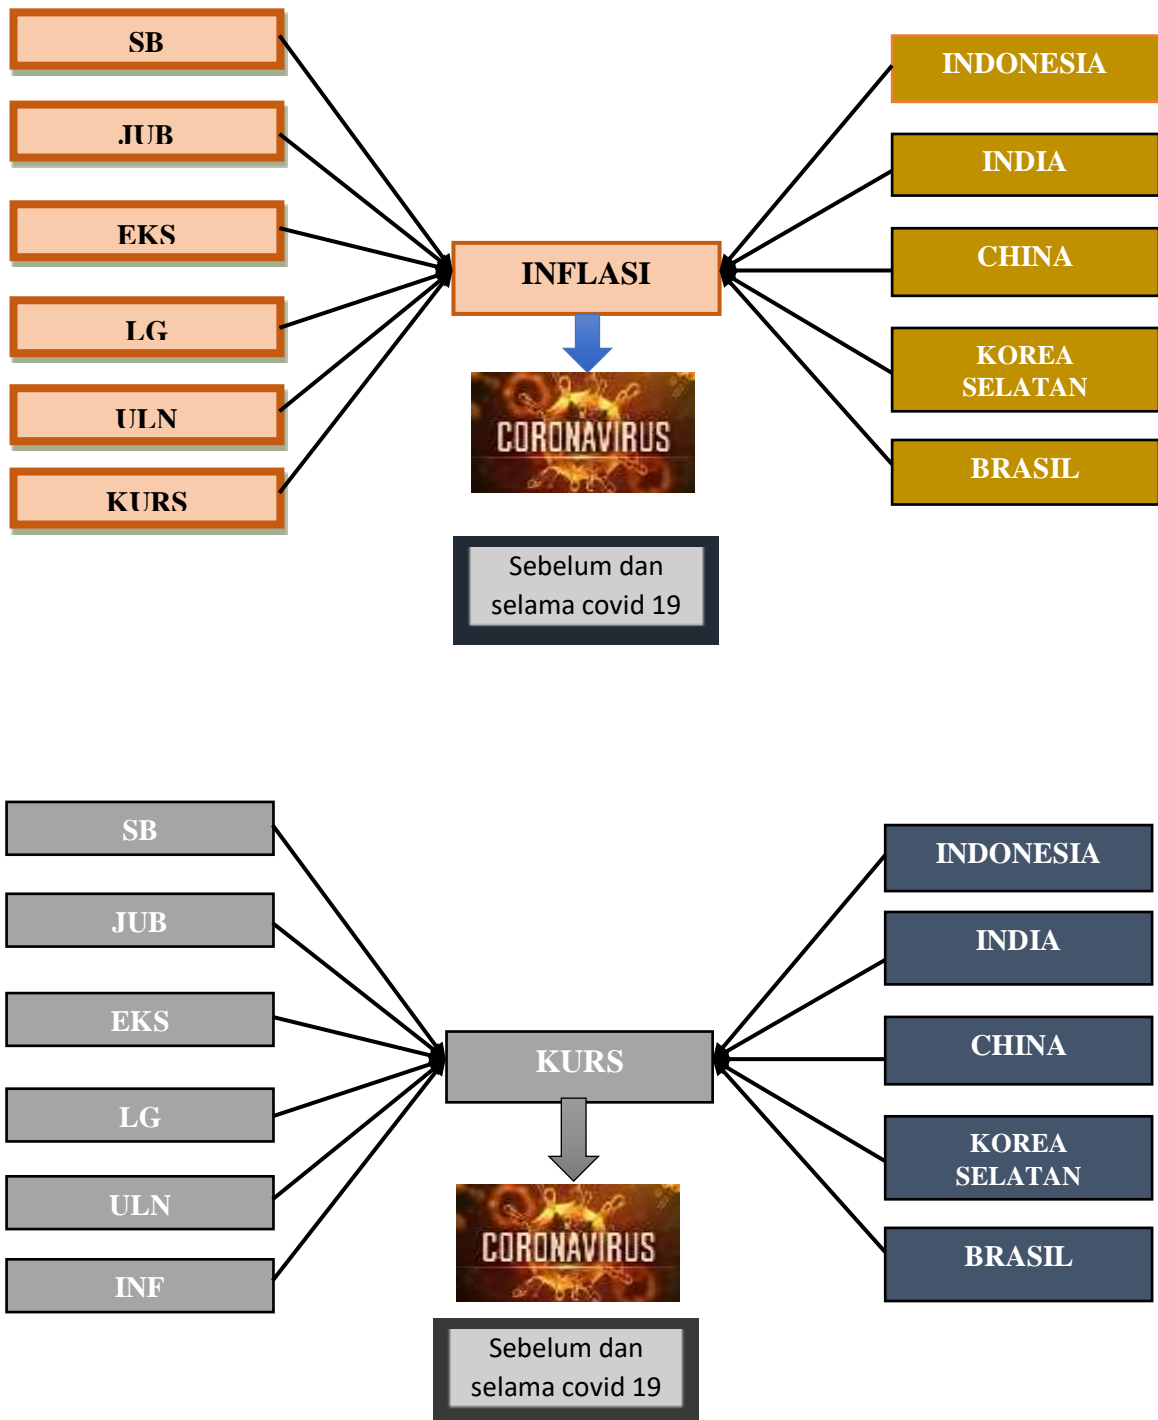 SB
JUB
EKS
LG
ULN
KURS
INFLASI
CORONAVIRUS
Sebelum dan
selama covid 19
INDONESIA
INDIA
CHINA
KOREA
SELATAN
BRASIL
SB
JUB
EKS
LG
ULN
INF
KURS
CORONAVIRUS
Sebelum dan
selama covid 19
INDONESIA
INDIA
CHINA
KOREA
SELATAN
BRASIL